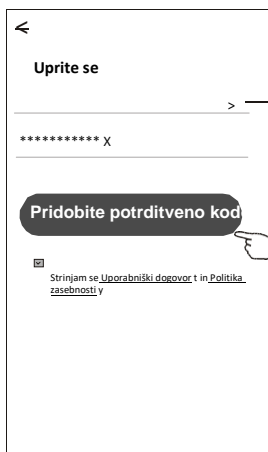 Uprite se
>
*********** X
Pridobite potrditveno kod
Strinjam se Uporabniški dogovor t in Politika
zasebnosti y